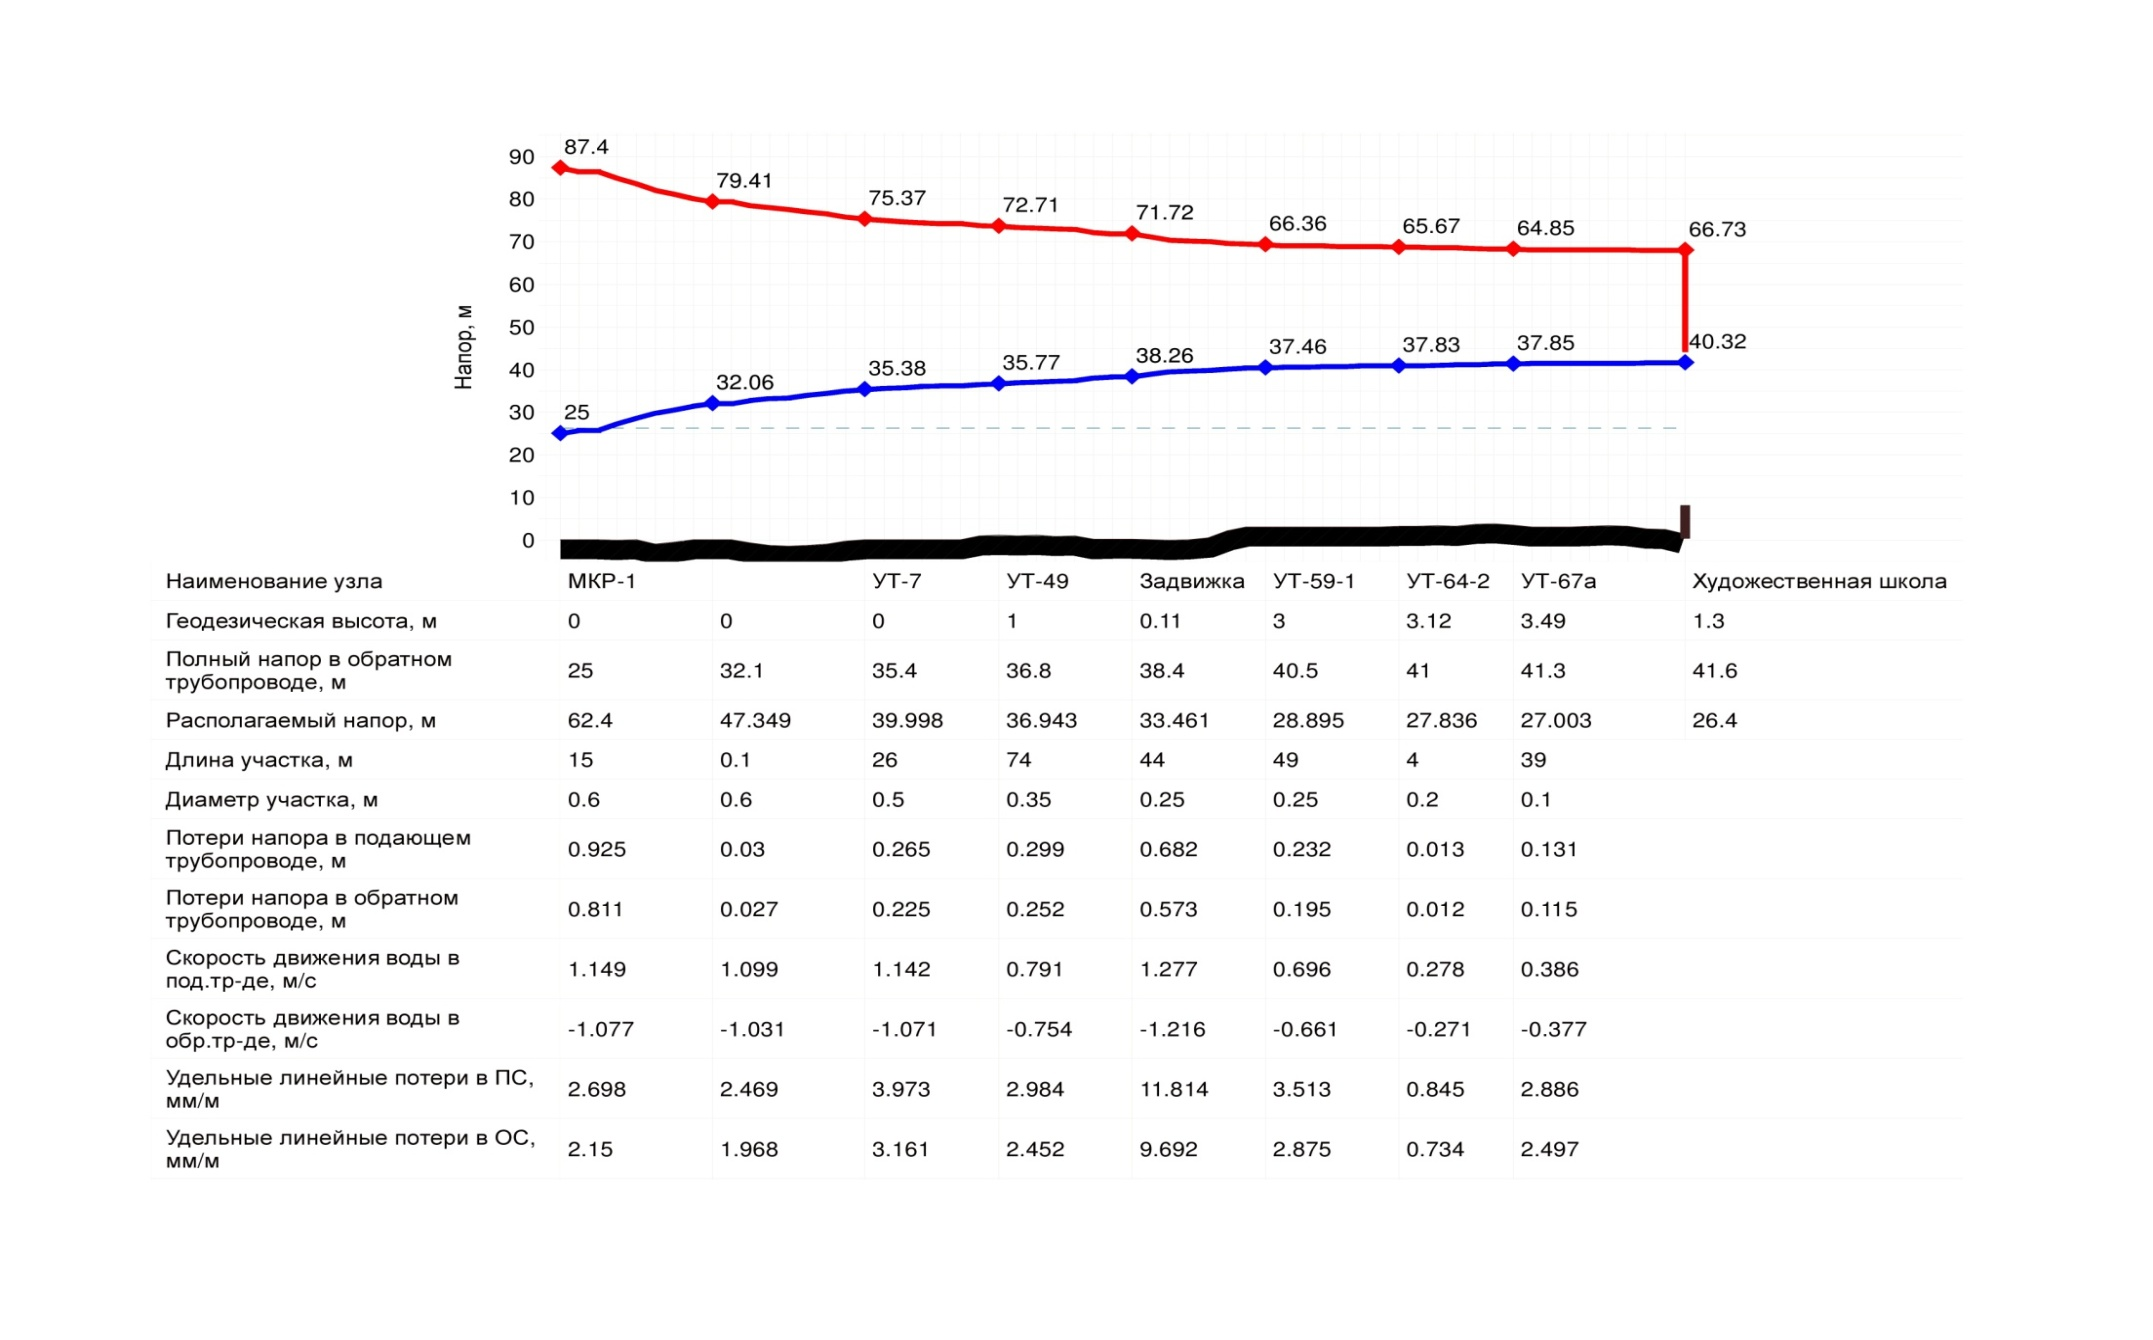 87.4
79.41
75.37
72.71
71.72
66.36
65.67
64.85
66.73
90
80
70
60
50
40
30
20
10
0
Напор, м
25
32.06
35.38
35.77
38.26
37.46
37.83
37.85
40.32
Наименование узла МКР-1 УТ-7 УТ-49 Задвижка УТ-59-1 УТ-64-2 УТ-67а Художественная школа
Геодезическая высота, м 0 0 0 1 0.11 3 3.12 3.49 1.3
Полный напор в обратном
трубопроводе, м 25 32.1 35.4 36.8 38.4 40.5 41 41.3 41.6
Располагаемый напор, м 62.4 47.349 39.998 36.943 33.461 28.895 27.836 27.003 26.4
Длина участка, м 15 0.1 26 74 44 49 4 39
Диаметр участка, м 0.6 0.6 0.5 0.35 0.25 0.25 0.2 0.1
Потери напора в подающем
трубопроводе, м 0.925 0.03 0.265 0.299 0.682 0.232 0.013 0.131
Потери напора в обратном
трубопроводе, м 0.811 0.027 0.225 0.252 0.573 0.195 0.012 0.115
Скорость движения воды в
под.тр-де, м/с 1.149 1.099 1.142 0.791 1.277 0.696 0.278 0.386
Скорость движения воды в
обр.тр-де, м/с -1.077 -1.031 -1.071 -0.754 -1.216 -0.661 -0.271 -0.377
Удельные линейные потери в ПС,
мм/м 2.698 2.469 3.973 2.984 11.814 3.513 0.845 2.886
Удельные линейные потери в ОС,
мм/м 2.15 1.968 3.161 2.452 9.692 2.875 0.734 2.497